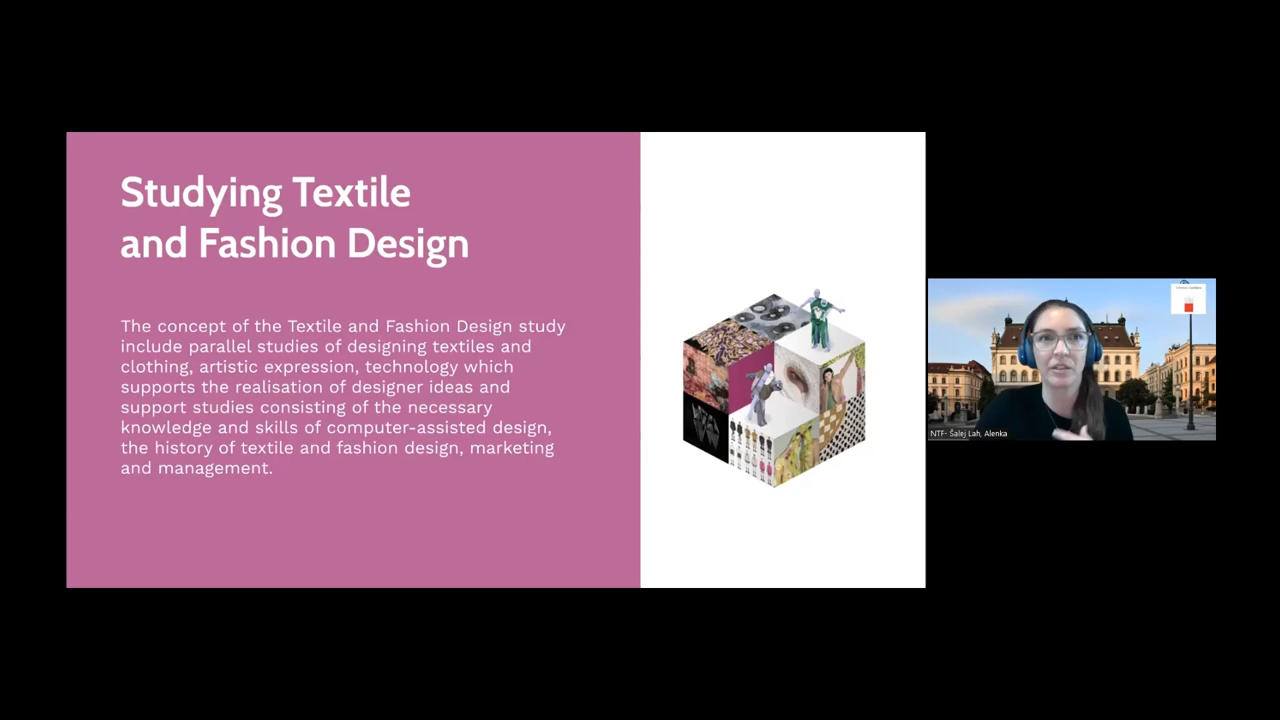 Studying Textile
and Fashion Design
The concept of the Textile and Fashion Design study
include parallel studies of designing textiles and
clothing, artistic expression, technology which
supports the realisation of designer ideas and
support studies consisting of the necessary
knowledge and skills of computer-assisted design,
the history of textile and fashion design, marketing
and management.
NTF- Šalej Lah, Alenka